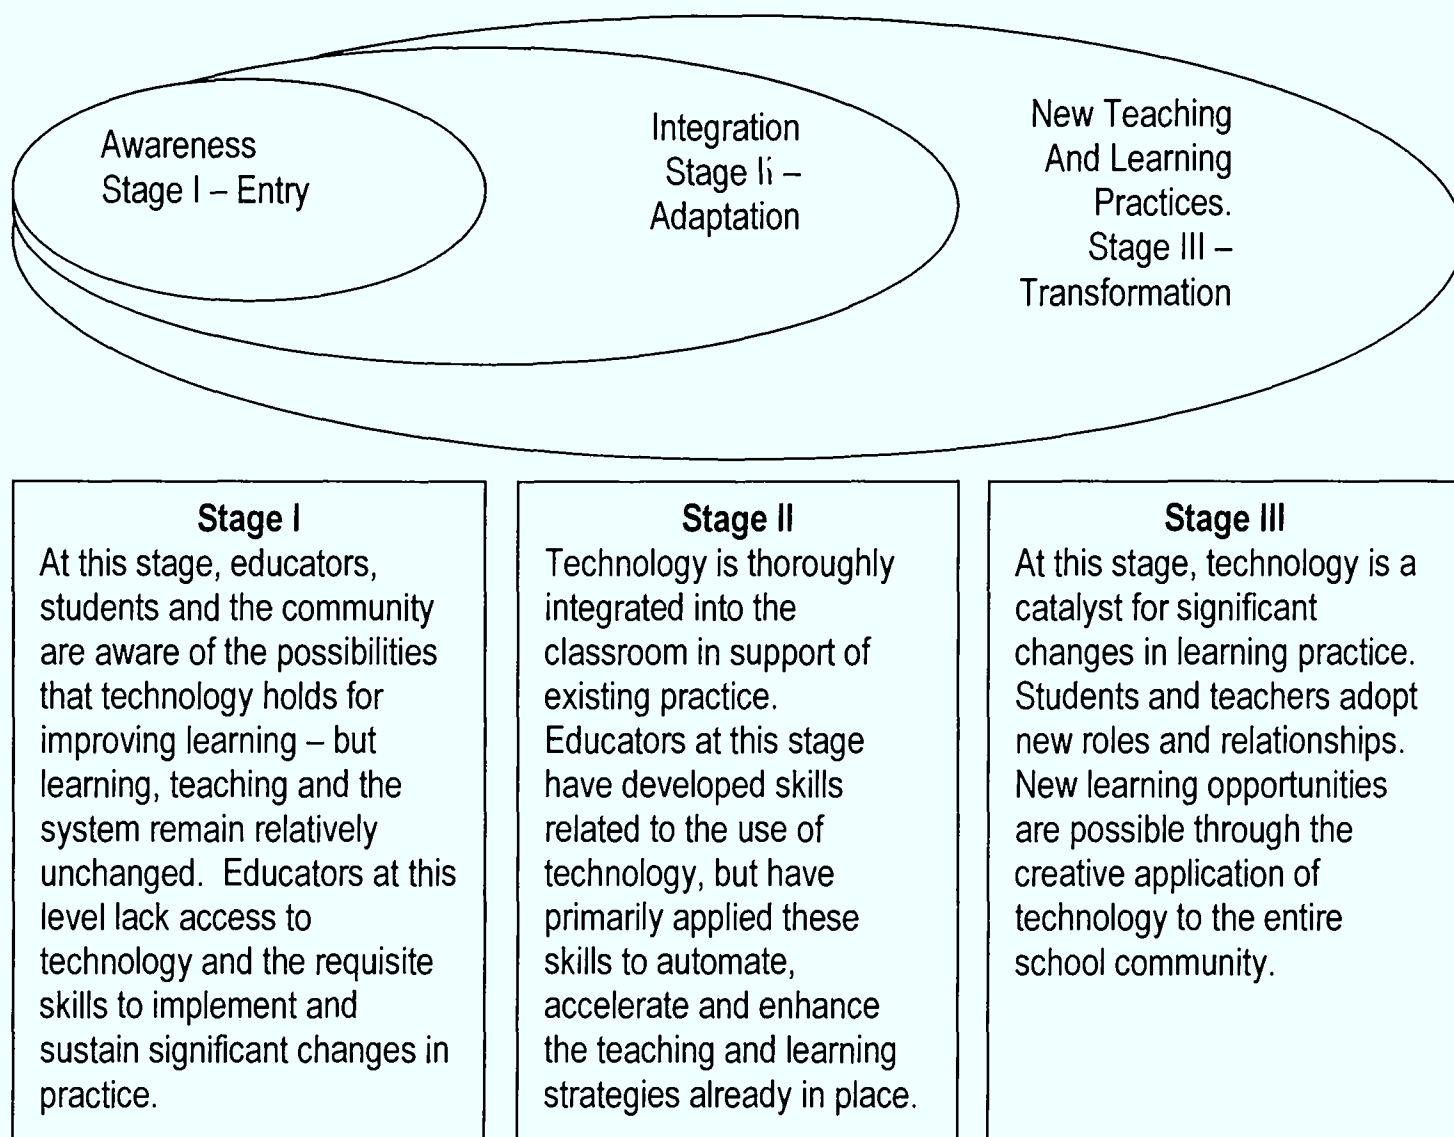 Awareness
Stage I – Entry
Integration
Stage Ii –
Adaptation
New Teaching
And Learning
Practices.
Stage III –
Transformation
Stage I
At this stage, educators,
students and the community
are aware of the possibilities
that technology holds for
improving learning – but
learning, teaching and the
system remain relatively
unchanged.  Educators at this
level lack access to
technology and the requisite
skills to implement and
sustain significant changes in
practice.
Stage II
Technology is thoroughly
integrated into the
classroom in support of
existing practice.
Educators at this stage
have developed skills
related to the use of
technology, but have
primarily applied these
skills to automate,
accelerate and enhance
the teaching and learning
strategies already in place.
Stage III
At this stage, technology is a
catalyst for significant
changes in learning practice.
Students and teachers adopt
new roles and relationships.
New learning opportunities
are possible through the
creative application of
technology to the entire
school community.